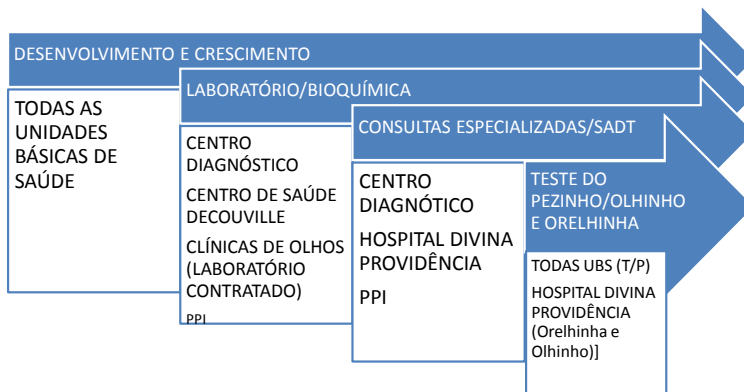 DESENVOLVIMENTO E CRESCIMENTO
TODAS AS
UNIDADES
BÁSICAS DE
SAÚDE
LABORATÓRIO/BIOQUÍMICA
CENTRO
DIAGNÓSTICO
CENTRO DE SAÚDE
DECOUVILLE
CLÍNICAS DE OLHOS
(LABORATÓRIO
CONTRATADO)
PPI
CONSULTAS ESPECIALIZADAS/SADT
CENTRO
DIAGNÓTICO
HOSPITAL DIVINA
PROVIDÊNCIA
PPI
TESTE DO
PEZINHO/OLHINHO
E ORELHINHA
TODAS UBS (T/P)
HOSPITAL DIVINA
PROVIDÊNCIA
(Orelhinha e
Olhinho)]